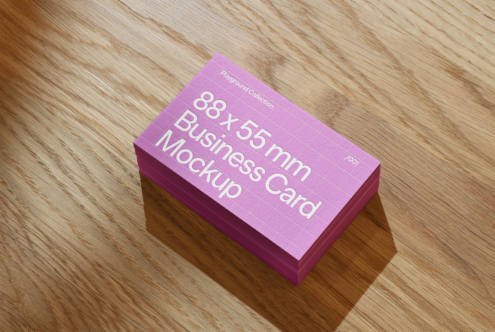 Playground Collection
/001
88 x 55 mm
Business Card
Mockup